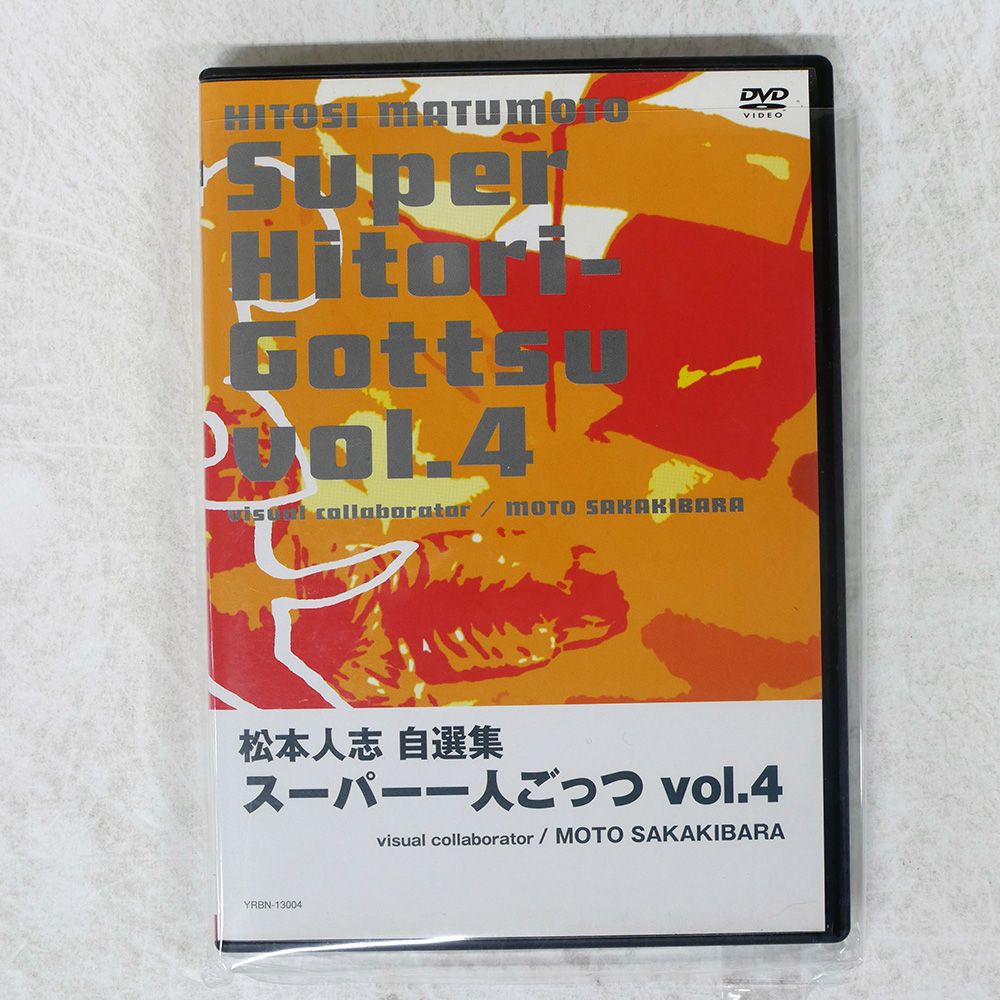 HITOSI MATUMOTO
DVD
VIDEO
Super
Hitori-
Gottsu
vol.4
visual collaborator / MOTO SAKAKIBARA
松本人志 自選集
スーパー一人ごっつ vol.4
visual collaborator / MOTO SAKAKIBARA
YRBN-13004